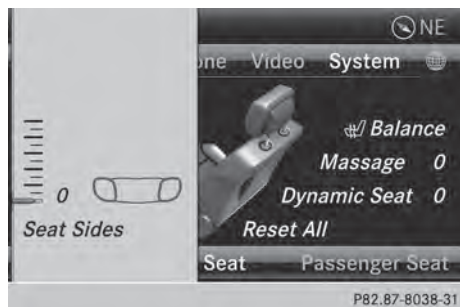 NE
one Video System
Balance
Massage 0
0
Dynamic Seat 0
Seat Sides
Reset All
Seat Passenger Seat
P82.87-8038-31